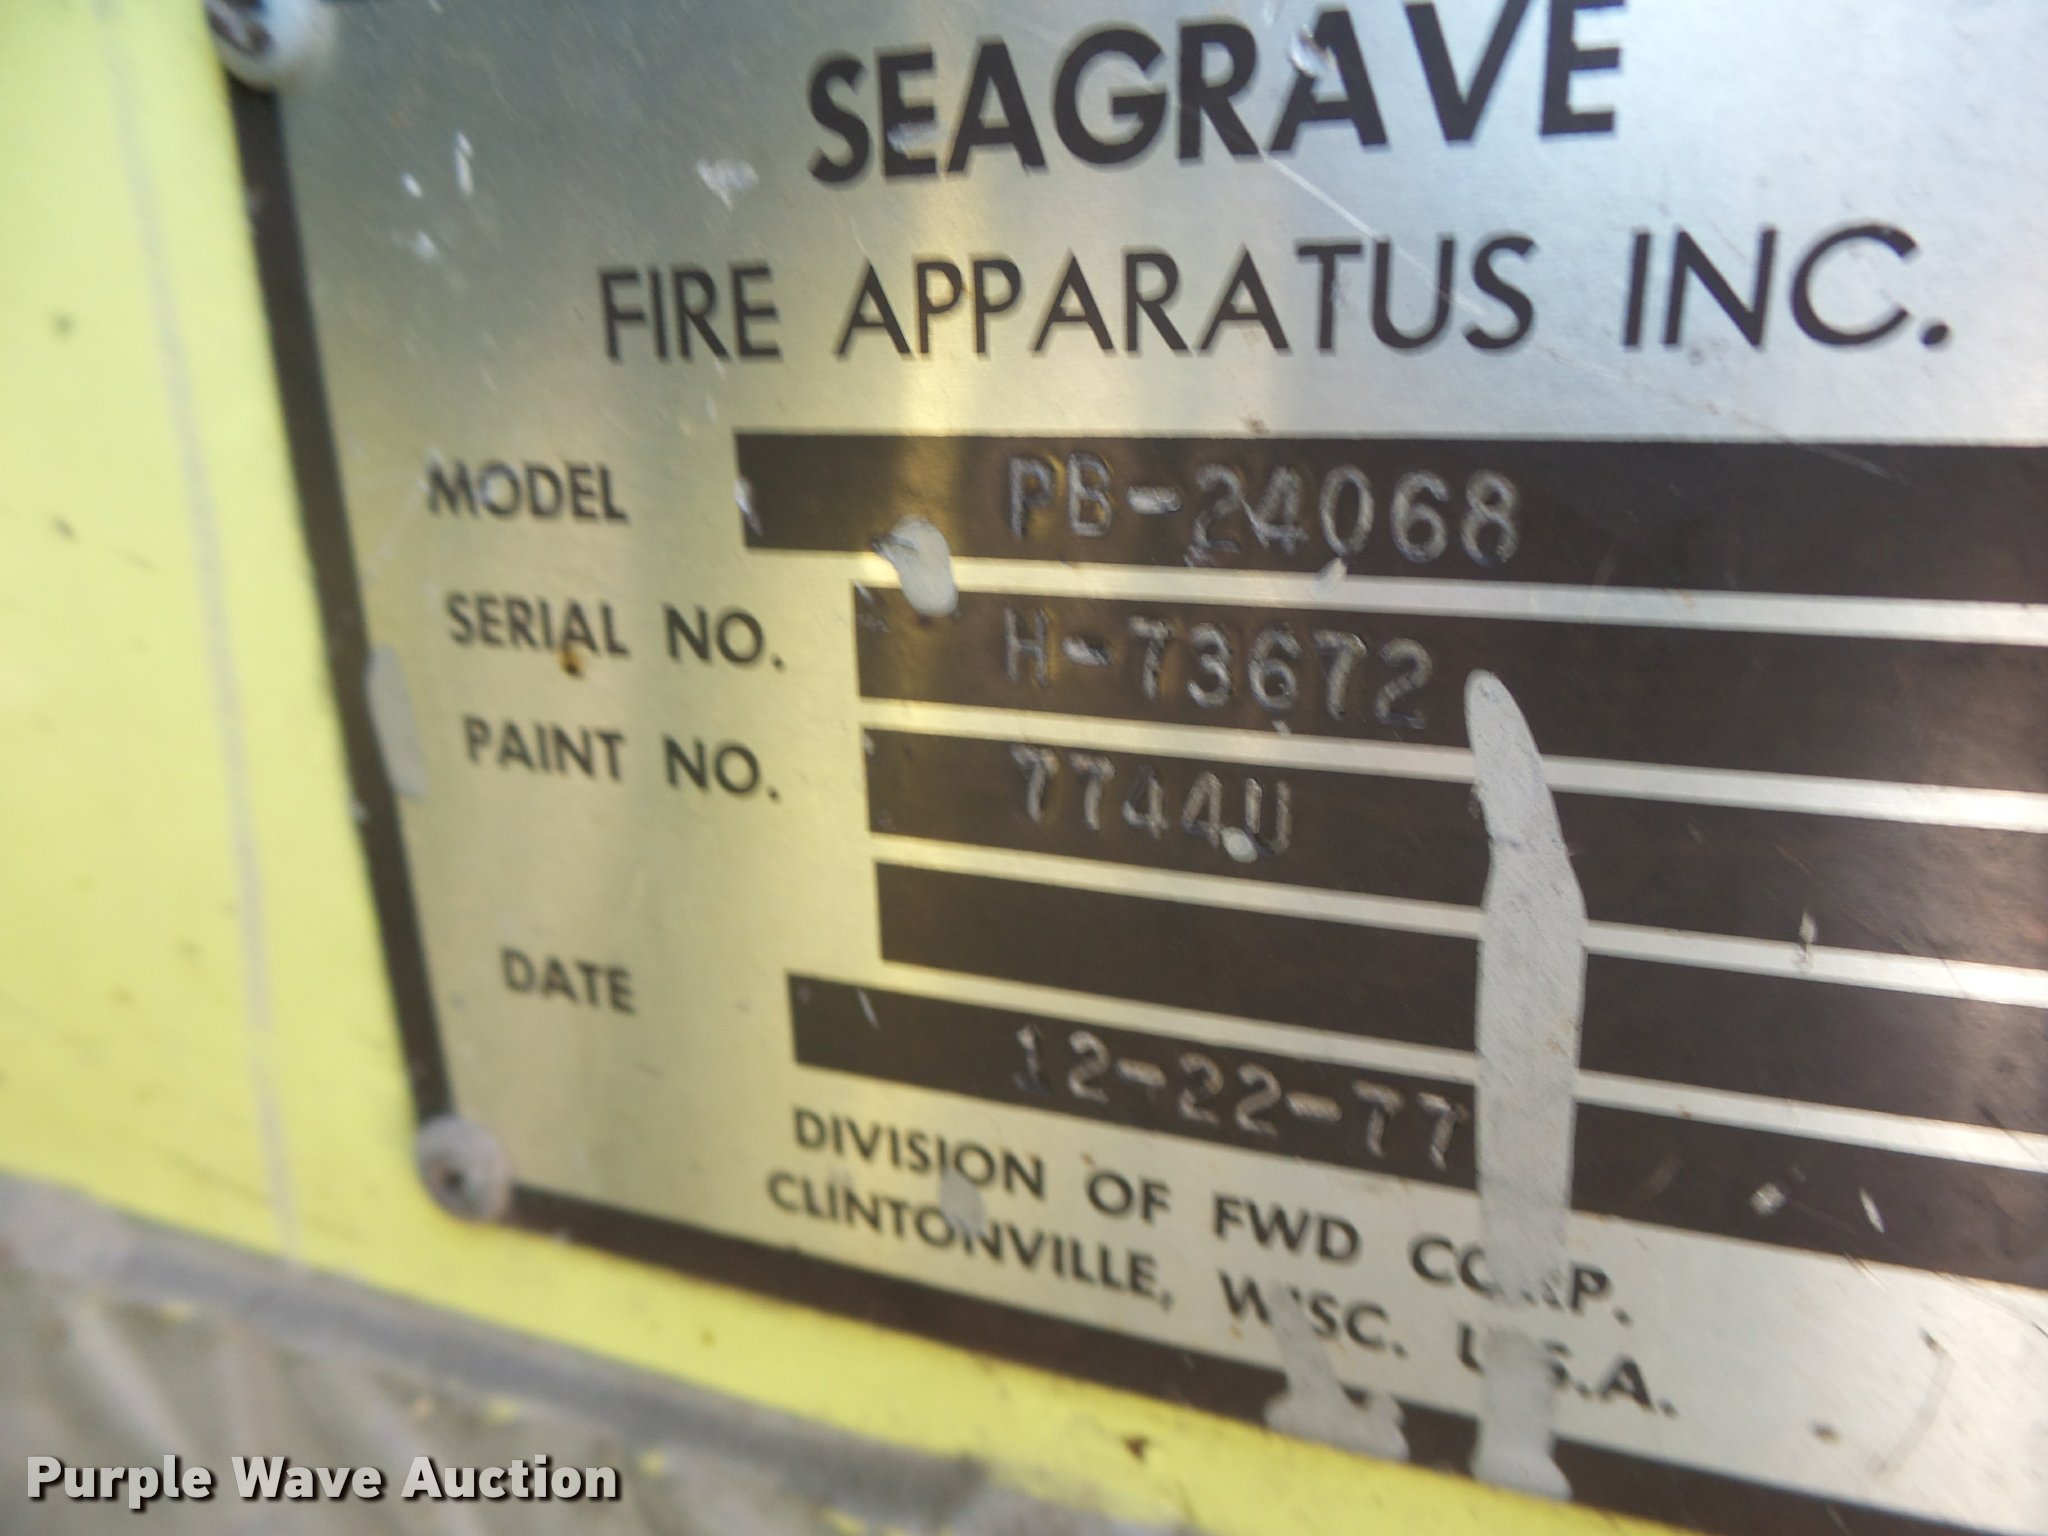 SEAGRAVE
FIRE APPARATUS INC.
MODEL PB-24068
SERIAL NO. H-73672
PAINT NO. 7744U
DATE 12-22-77
DIVISION OF FWD CORP.
CLINTONVILLE, WISC. U.S.A.
Purple Wave Auction